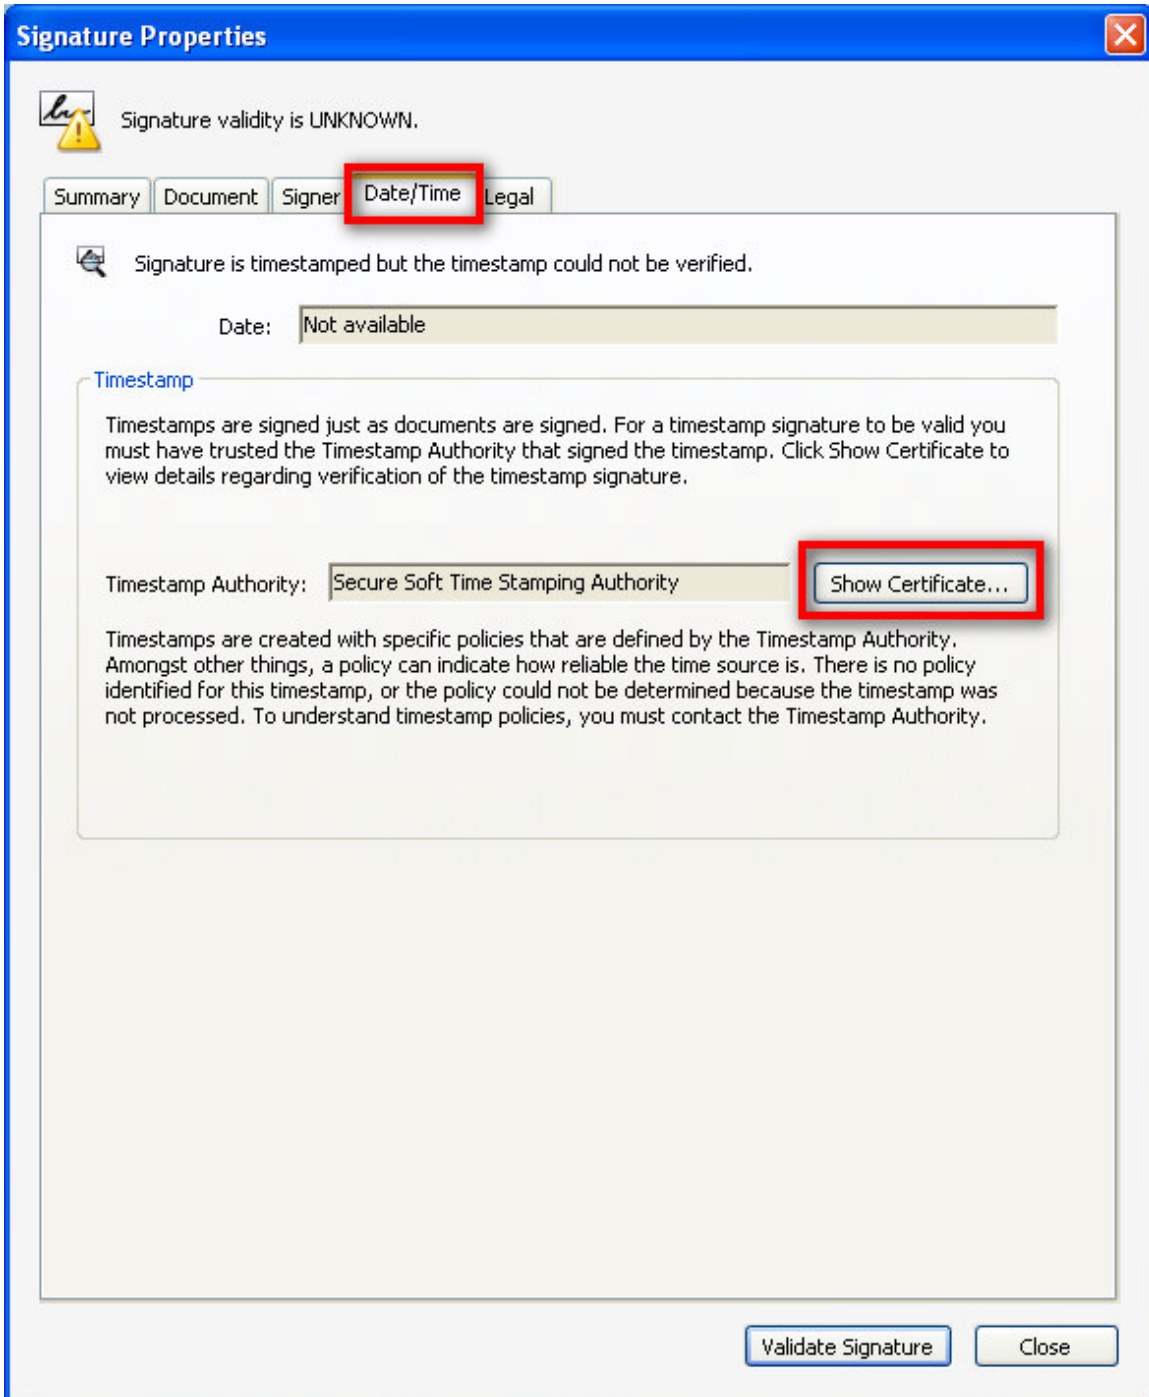 Signature Properties
Signature validity is UNKNOWN.
Summary Document Signer Date/Time Legal
Signature is timestamped but the timestamp could not be verified.
Date: Not available
Timestamp
Timestamps are signed just as documents are signed. For a timestamp signature to be valid you
must have trusted the Timestamp Authority that signed the timestamp. Click Show Certificate to
view details regarding verification of the timestamp signature.
Timestamp Authority: Secure Soft Time Stamping Authority Show Certificate...
Timestamps are created with specific policies that are defined by the Timestamp Authority.
Amongst other things, a policy can indicate how reliable the time source is. There is no policy
identified for this timestamp, or the policy could not be determined because the timestamp was
not processed. To understand timestamp policies, you must contact the Timestamp Authority.
Validate Signature Close